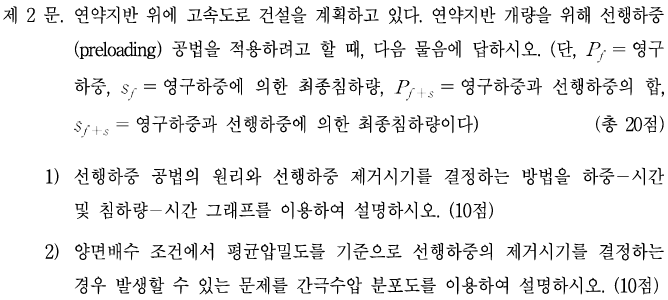 제 2 문. 연약지반 위에 고속도로 건설을 계획하고 있다. 연약지반 개량을 위해 선행하중
(preloading) 공법을 적용하려고 할 때, 다음 물음에 답하시오. (단, P_f = 영구
하중, s_f = 영구하중에 의한 최종침하량, P_{f+s} = 영구하중과 선행하중의 합,
s_{f+s} = 영구하중과 선행하중에 의한 최종침하량이다) (총 20점)
1) 선행하중 공법의 원리와 선행하중 제거시기를 결정하는 방법을 하중-시간
및 침하량-시간 그래프를 이용하여 설명하시오. (10점)
2) 양면배수 조건에서 평균압밀도를 기준으로 선행하중의 제거시기를 결정하는
경우 발생할 수 있는 문제를 간극수압 분포도를 이용하여 설명하시오. (10점)